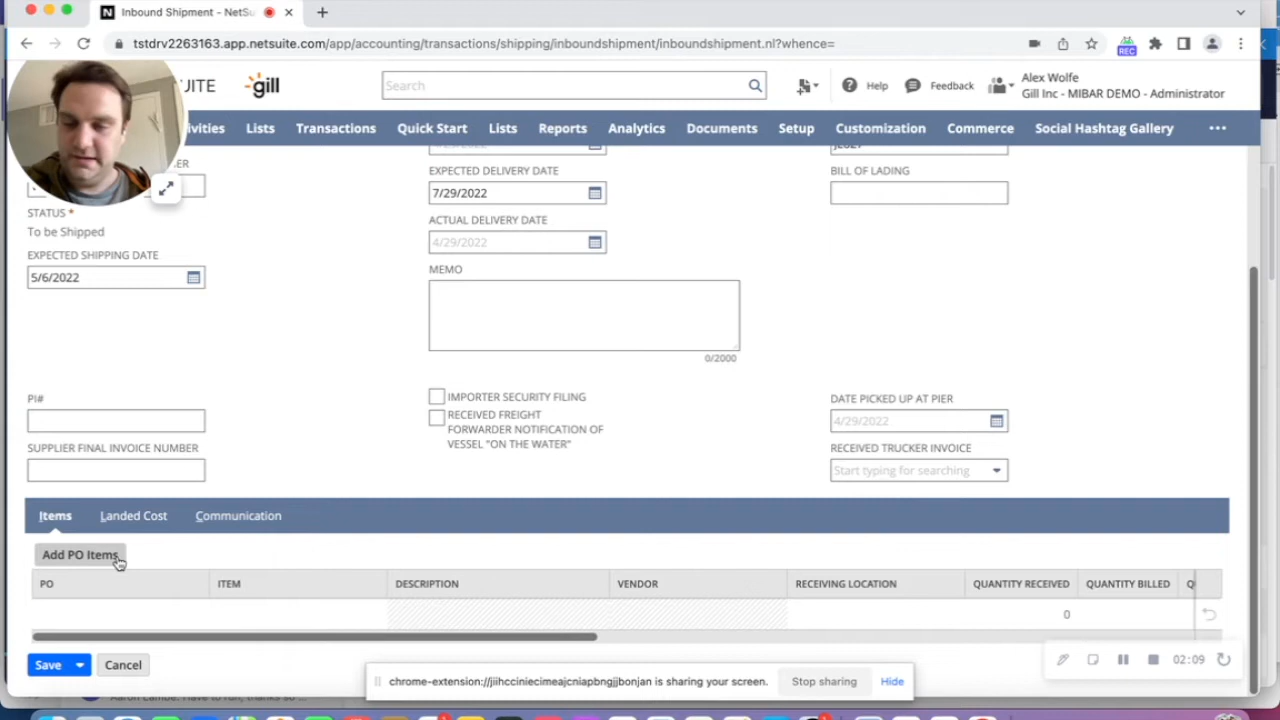 Inbound Shipment - NetSu
tstdrv2263163.app.netsuite.com/app/accounting/transactions/shipping/inboundshipment/inboundshipment.nl?whence=
REC
SUITE
gill
Search
Help
Feedback
Alex Wolfe
Gill Inc - MIBAR DEMO - Administrator
ivities
Lists
Transactions
Quick Start
Lists
Reports
Analytics
Documents
Setup
Customization
Commerce
Social Hashtag Gallery
STATUS *
To be Shipped
EXPECTED SHIPPING DATE
5/6/2022
EXPECTED DELIVERY DATE
7/29/2022
ACTUAL DELIVERY DATE
4/29/2022
MEMO
0/2000
BILL OF LADING
PI#
SUPPLIER FINAL INVOICE NUMBER
IMPORTER SECURITY FILING
RECEIVED FREIGHT
FORWARDER NOTIFICATION OF
VESSEL "ON THE WATER"
DATE PICKED UP AT PIER
4/29/2022
RECEIVED TRUCKER INVOICE
Start typing for searching
Items
Landed Cost
Communication
Add PO Items
PO
ITEM
DESCRIPTION
VENDOR
RECEIVING LOCATION
QUANTITY RECEIVED
QUANTITY BILLED
0
Save
Cancel
02:09
chrome-extension://jiihcciniecimeajcniapbngjjbonjan is sharing your screen.
Stop sharing
Hide